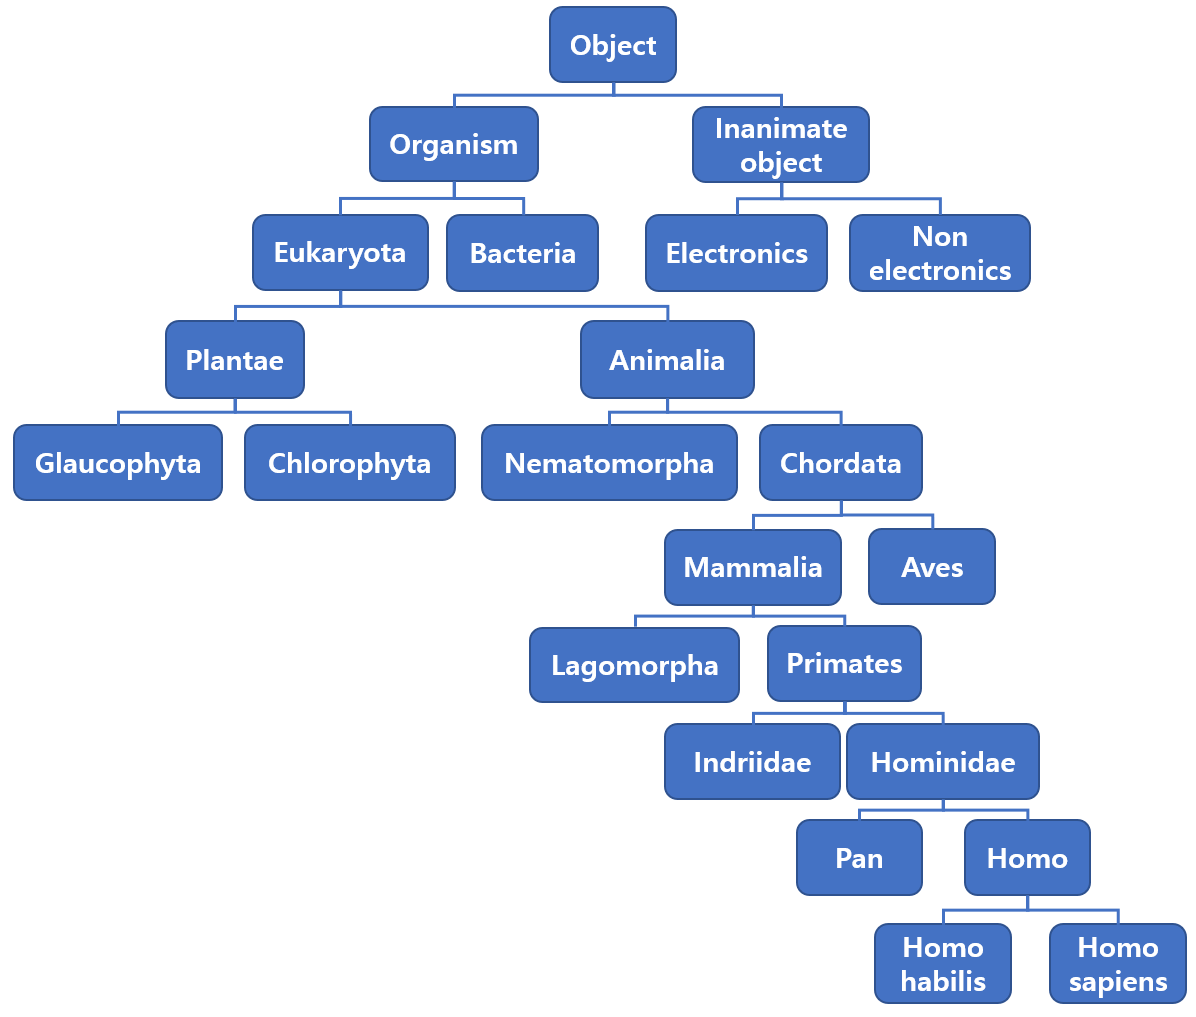 Object
Organism
Inanimate
object
Eukaryota
Bacteria
Electronics
Non
electronics
Plantae
Animalia
Glaucophyta
Chlorophyta
Nematomorpha
Chordata
Mammalia
Aves
Lagomorpha
Primates
Indriidae
Hominidae
Pan
Homo
Homo
habilis
Homo
sapiens